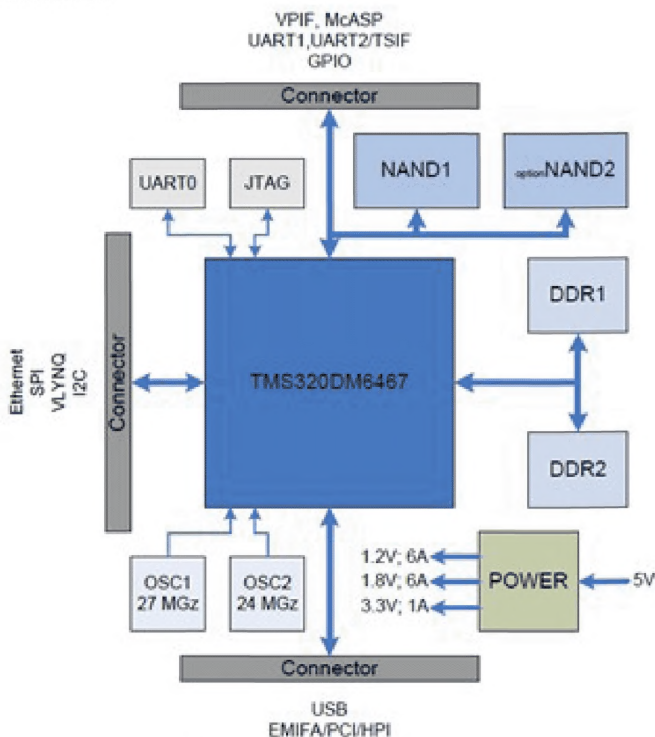 VPIF, McASP
UART1,UART2/TSIF
GPIO
Connector
UART0
JTAG
NAND1
optionNAND2
DDR1
Ethernet
SPI
VLYNQ
I2C
Connector
TMS320DM6467
DDR2
OSC1
27 MGz
OSC2
24 MGz
1.2V; 6A
1.8V; 6A
3.3V; 1A
POWER
5V
Connector
USB
EMIFA/PCI/HPI